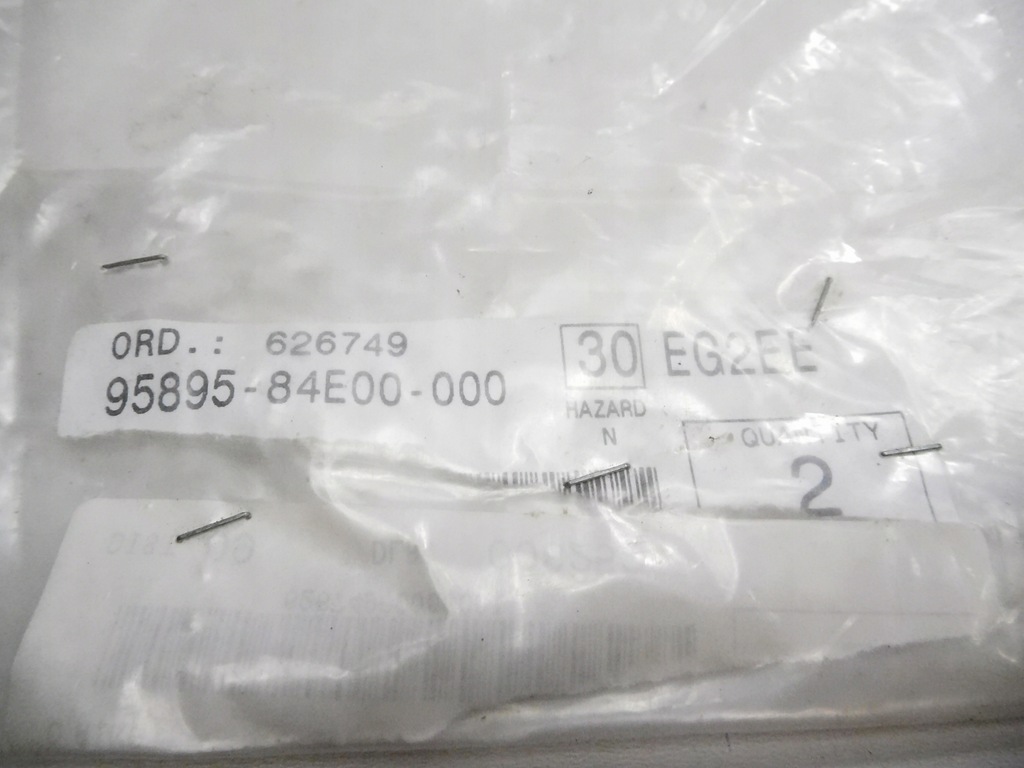 ORD.: 626749
95895-84E00-000
30 EG2EE
HAZARD
N
QUANTITY
2